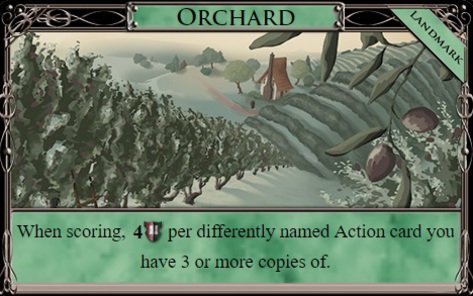 ORCHARD
LANDMARK
When scoring, 4 per differently named Action card you
have 3 or more copies of.